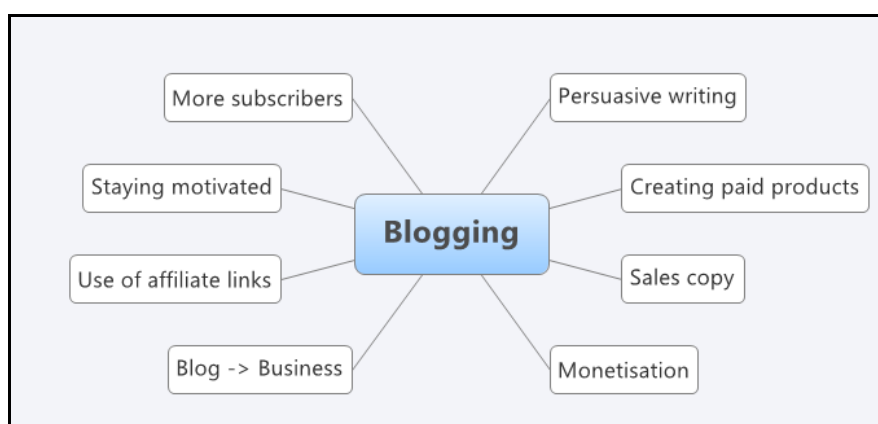 More subscribers
Persuasive writing
Staying motivated
Creating paid products
Blogging
Use of affiliate links
Sales copy
Blog -> Business
Monetisation